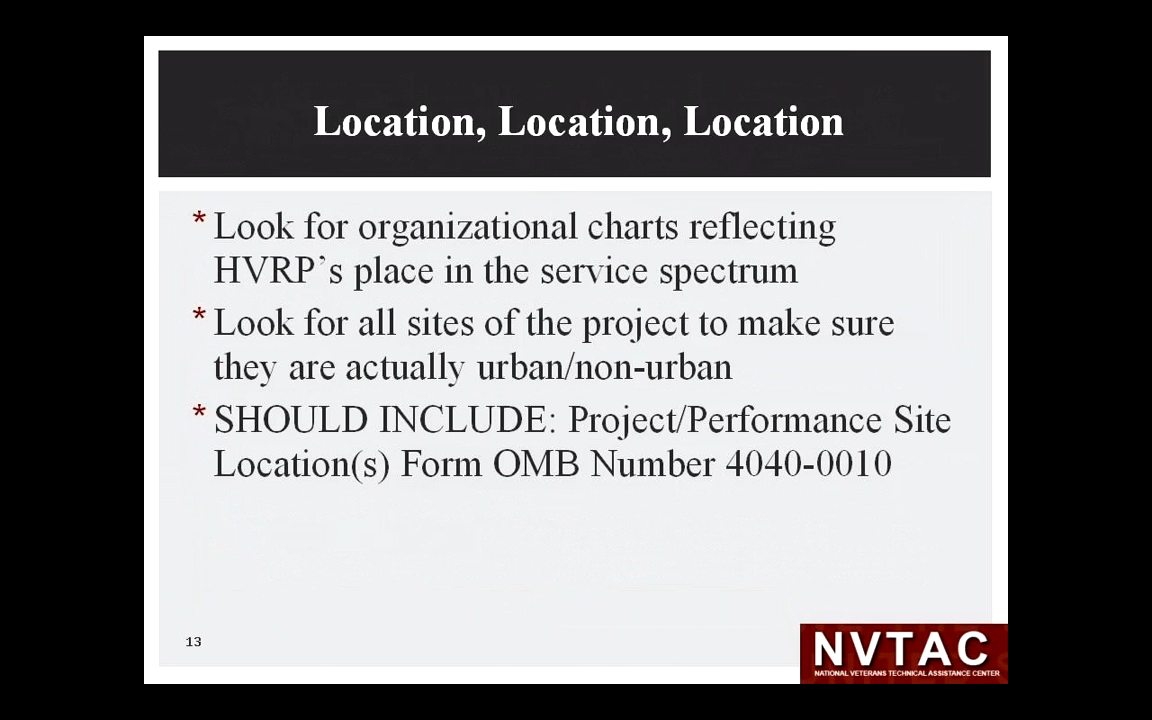 Location, Location, Location
* Look for organizational charts reflecting
HVRP’s place in the service spectrum
* Look for all sites of the project to make sure
they are actually urban/non-urban
* SHOULD INCLUDE: Project/Performance Site
Location(s) Form OMB Number 4040-0010
13
NVTAC
NATIONAL VETERANS TECHNICAL ASSISTANCE CENTER